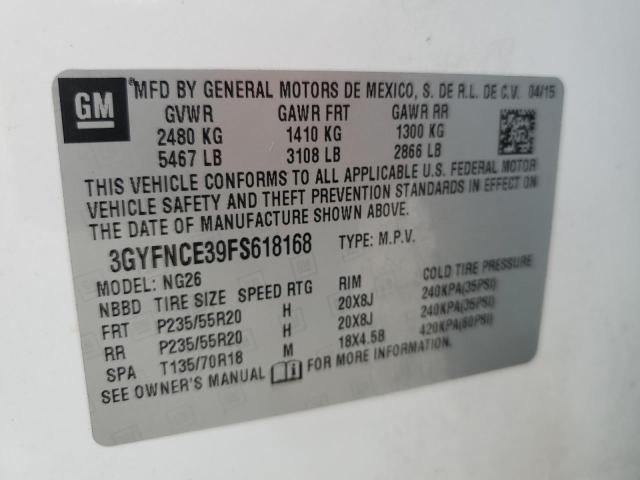 GM ® MFD BY GENERAL MOTORS DE MEXICO, S. DE R.L. DE C.V. 04/15
GVWR GAWR FRT GAWR RR
2480 KG 1410 KG 1300 KG
5467 LB 3108 LB 2866 LB
THIS VEHICLE CONFORMS TO ALL APPLICABLE U.S. FEDERAL MOTOR
VEHICLE SAFETY AND THEFT PREVENTION STANDARDS IN EFFECT ON
THE DATE OF MANUFACTURE SHOWN ABOVE.
3GYFNCE39FS618168 TYPE: M.P.V.
MODEL: NG26
NBBD TIRE SIZE SPEED RTG RIM COLD TIRE PRESSURE
FRT P235/55R20 H 20X8J 240KPA(35PSI)
RR P235/55R20 H 20X8J 240KPA(35PSI)
SPA T135/70R18 M 18X4.5B 420KPA(60PSI)
SEE OWNER'S MANUAL FOR MORE INFORMATION.